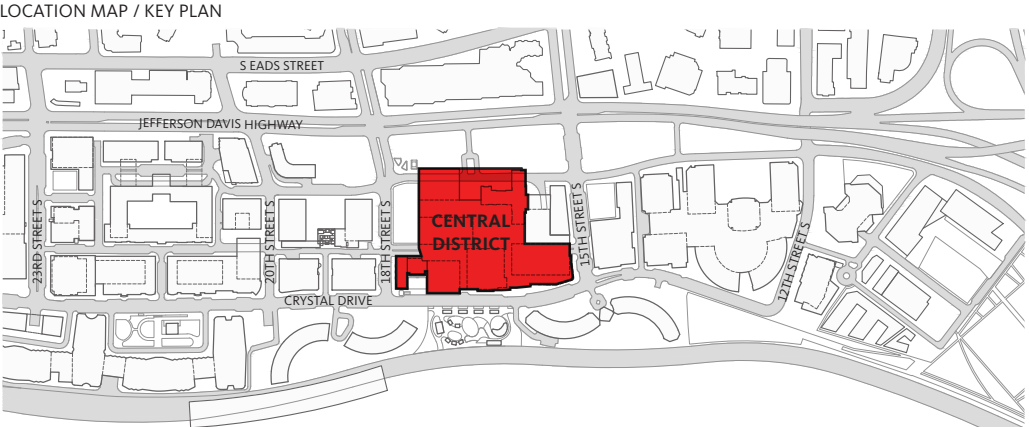 LOCATION MAP / KEY PLAN
S EADS STREET
JEFFERSON DAVIS HIGHWAY
23RD STREET S
20TH STREET S
18TH STREET S
CENTRAL
DISTRICT
15TH STREET S
12TH STREET S
CRYSTAL DRIVE